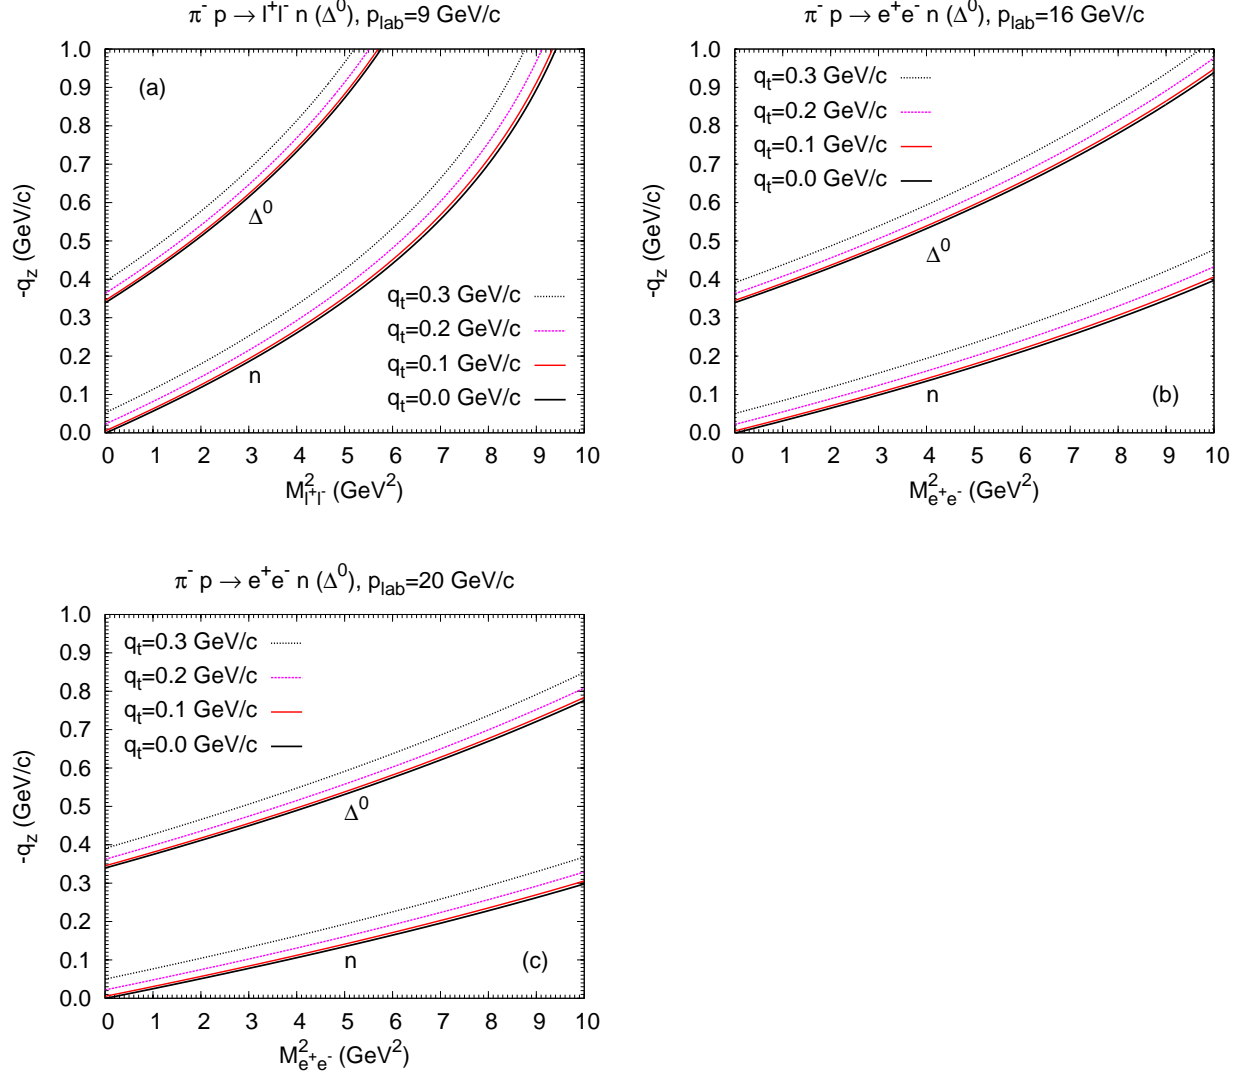 π⁻ p → l⁺l⁻ n (Δ⁰), p_lab=9 GeV/c
1.0
0.9
0.8
0.7
0.6
0.5
0.4
0.3
0.2
0.1
0.0
-q_z (GeV/c)
(a)
Δ⁰
n
q_t=0.3 GeV/c
q_t=0.2 GeV/c
q_t=0.1 GeV/c
q_t=0.0 GeV/c
0 1 2 3 4 5 6 7 8 9 10
M²_l⁺l⁻ (GeV²)
π⁻ p → e⁺e⁻ n (Δ⁰), p_lab=16 GeV/c
1.0
0.9
0.8
0.7
0.6
0.5
0.4
0.3
0.2
0.1
0.0
-q_z (GeV/c)
q_t=0.3 GeV/c
q_t=0.2 GeV/c
q_t=0.1 GeV/c
q_t=0.0 GeV/c
Δ⁰
n
(b)
0 1 2 3 4 5 6 7 8 9 10
M²_e⁺e⁻ (GeV²)
π⁻ p → e⁺e⁻ n (Δ⁰), p_lab=20 GeV/c
1.0
0.9
0.8
0.7
0.6
0.5
0.4
0.3
0.2
0.1
0.0
-q_z (GeV/c)
q_t=0.3 GeV/c
q_t=0.2 GeV/c
q_t=0.1 GeV/c
q_t=0.0 GeV/c
Δ⁰
n
(c)
0 1 2 3 4 5 6 7 8 9 10
M²_e⁺e⁻ (GeV²)